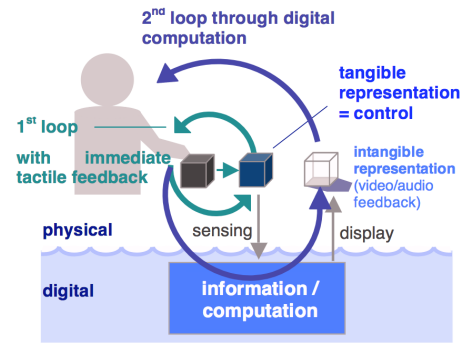 2nd loop through digital
computation
tangible
representation
= control
1st loop
with immediate
tactile feedback
intangible
representation
(video/audio
feedback)
physical
sensing
display
digital
information /
computation